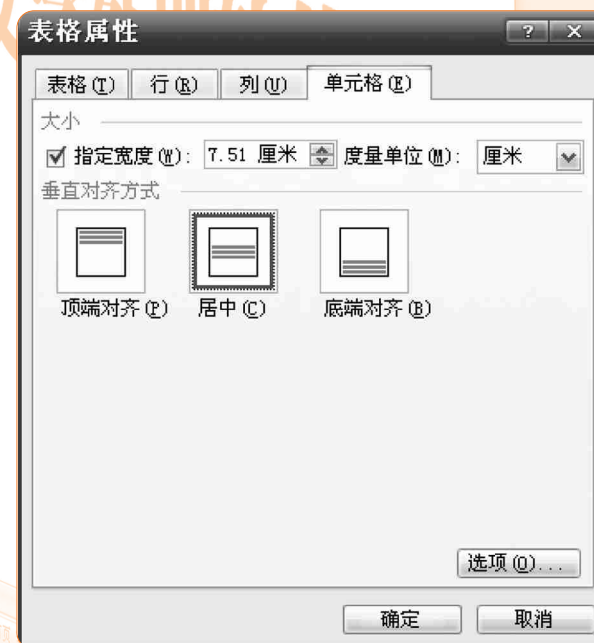 表格属性
? X
表格(T) 行(R) 列(U) 单元格(E)
大小
指定宽度(W): 7.51 厘米 度量单位(M): 厘米
垂直对齐方式
顶端对齐(P) 居中(C) 底端对齐(B)
选项(O)...
确定 取消